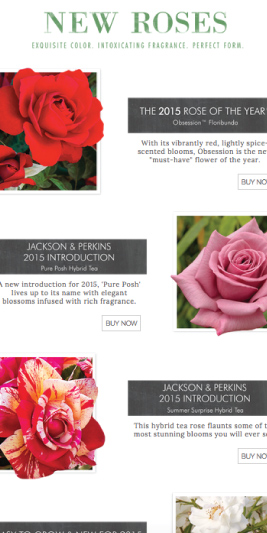 NEW ROSES
EXQUISITE COLOR. INTOXICATING FRAGRANCE. PERFECT FORM.
THE 2015 ROSE OF THE YEAR
Obsession™ Floribunda
With its vibrantly red, lightly spice-
scented blooms, Obsession is the
"must-have" flower of the year.
BUY
JACKSON & PERKINS
2015 INTRODUCTION
Pure Posh Hybrid Tea
A new introduction for 2015, 'Pure Posh'
lives up to its name with elegant
blossoms infused with rich fragrance.
BUY NOW
JACKSON & PERKINS
2015 INTRODUCTION
Summer Surprise Hybrid Tea
This hybrid tea rose flaunts some of
most stunning blooms you will ever
BUY
TO GROW & NEW FOR 2015